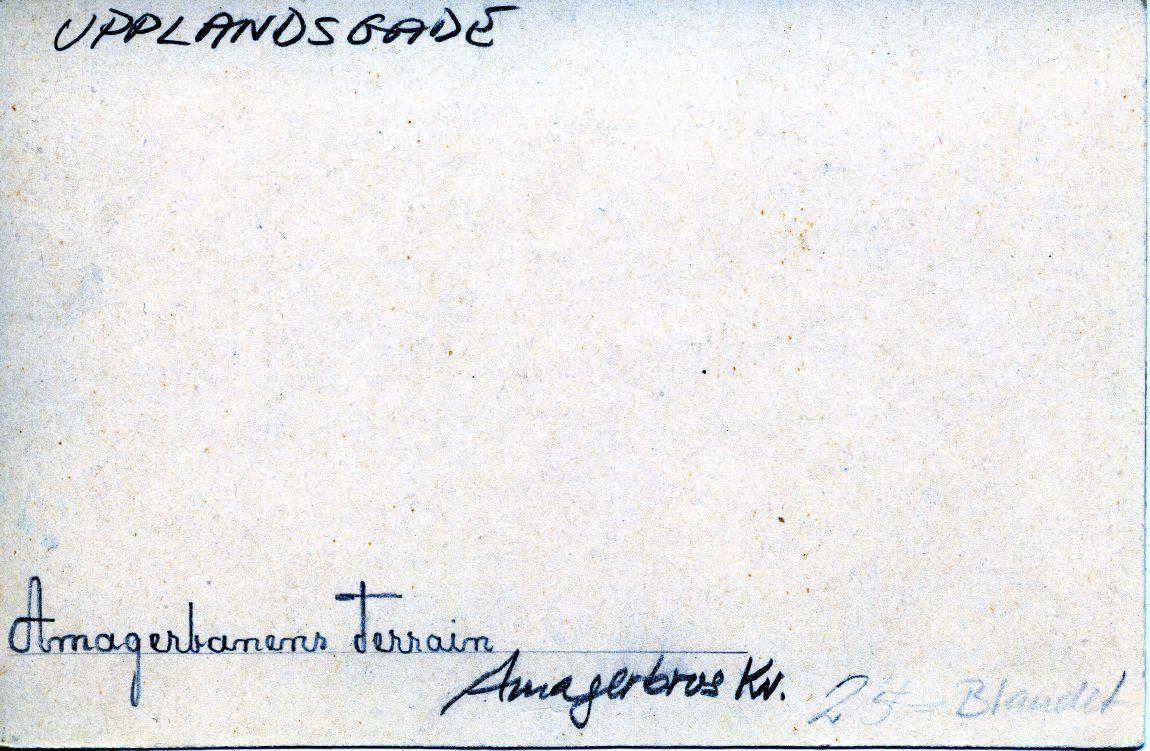 UPPLANDSGADE
Amagerbanens Terrain
Amagerbros Kv.
25 = Blandet